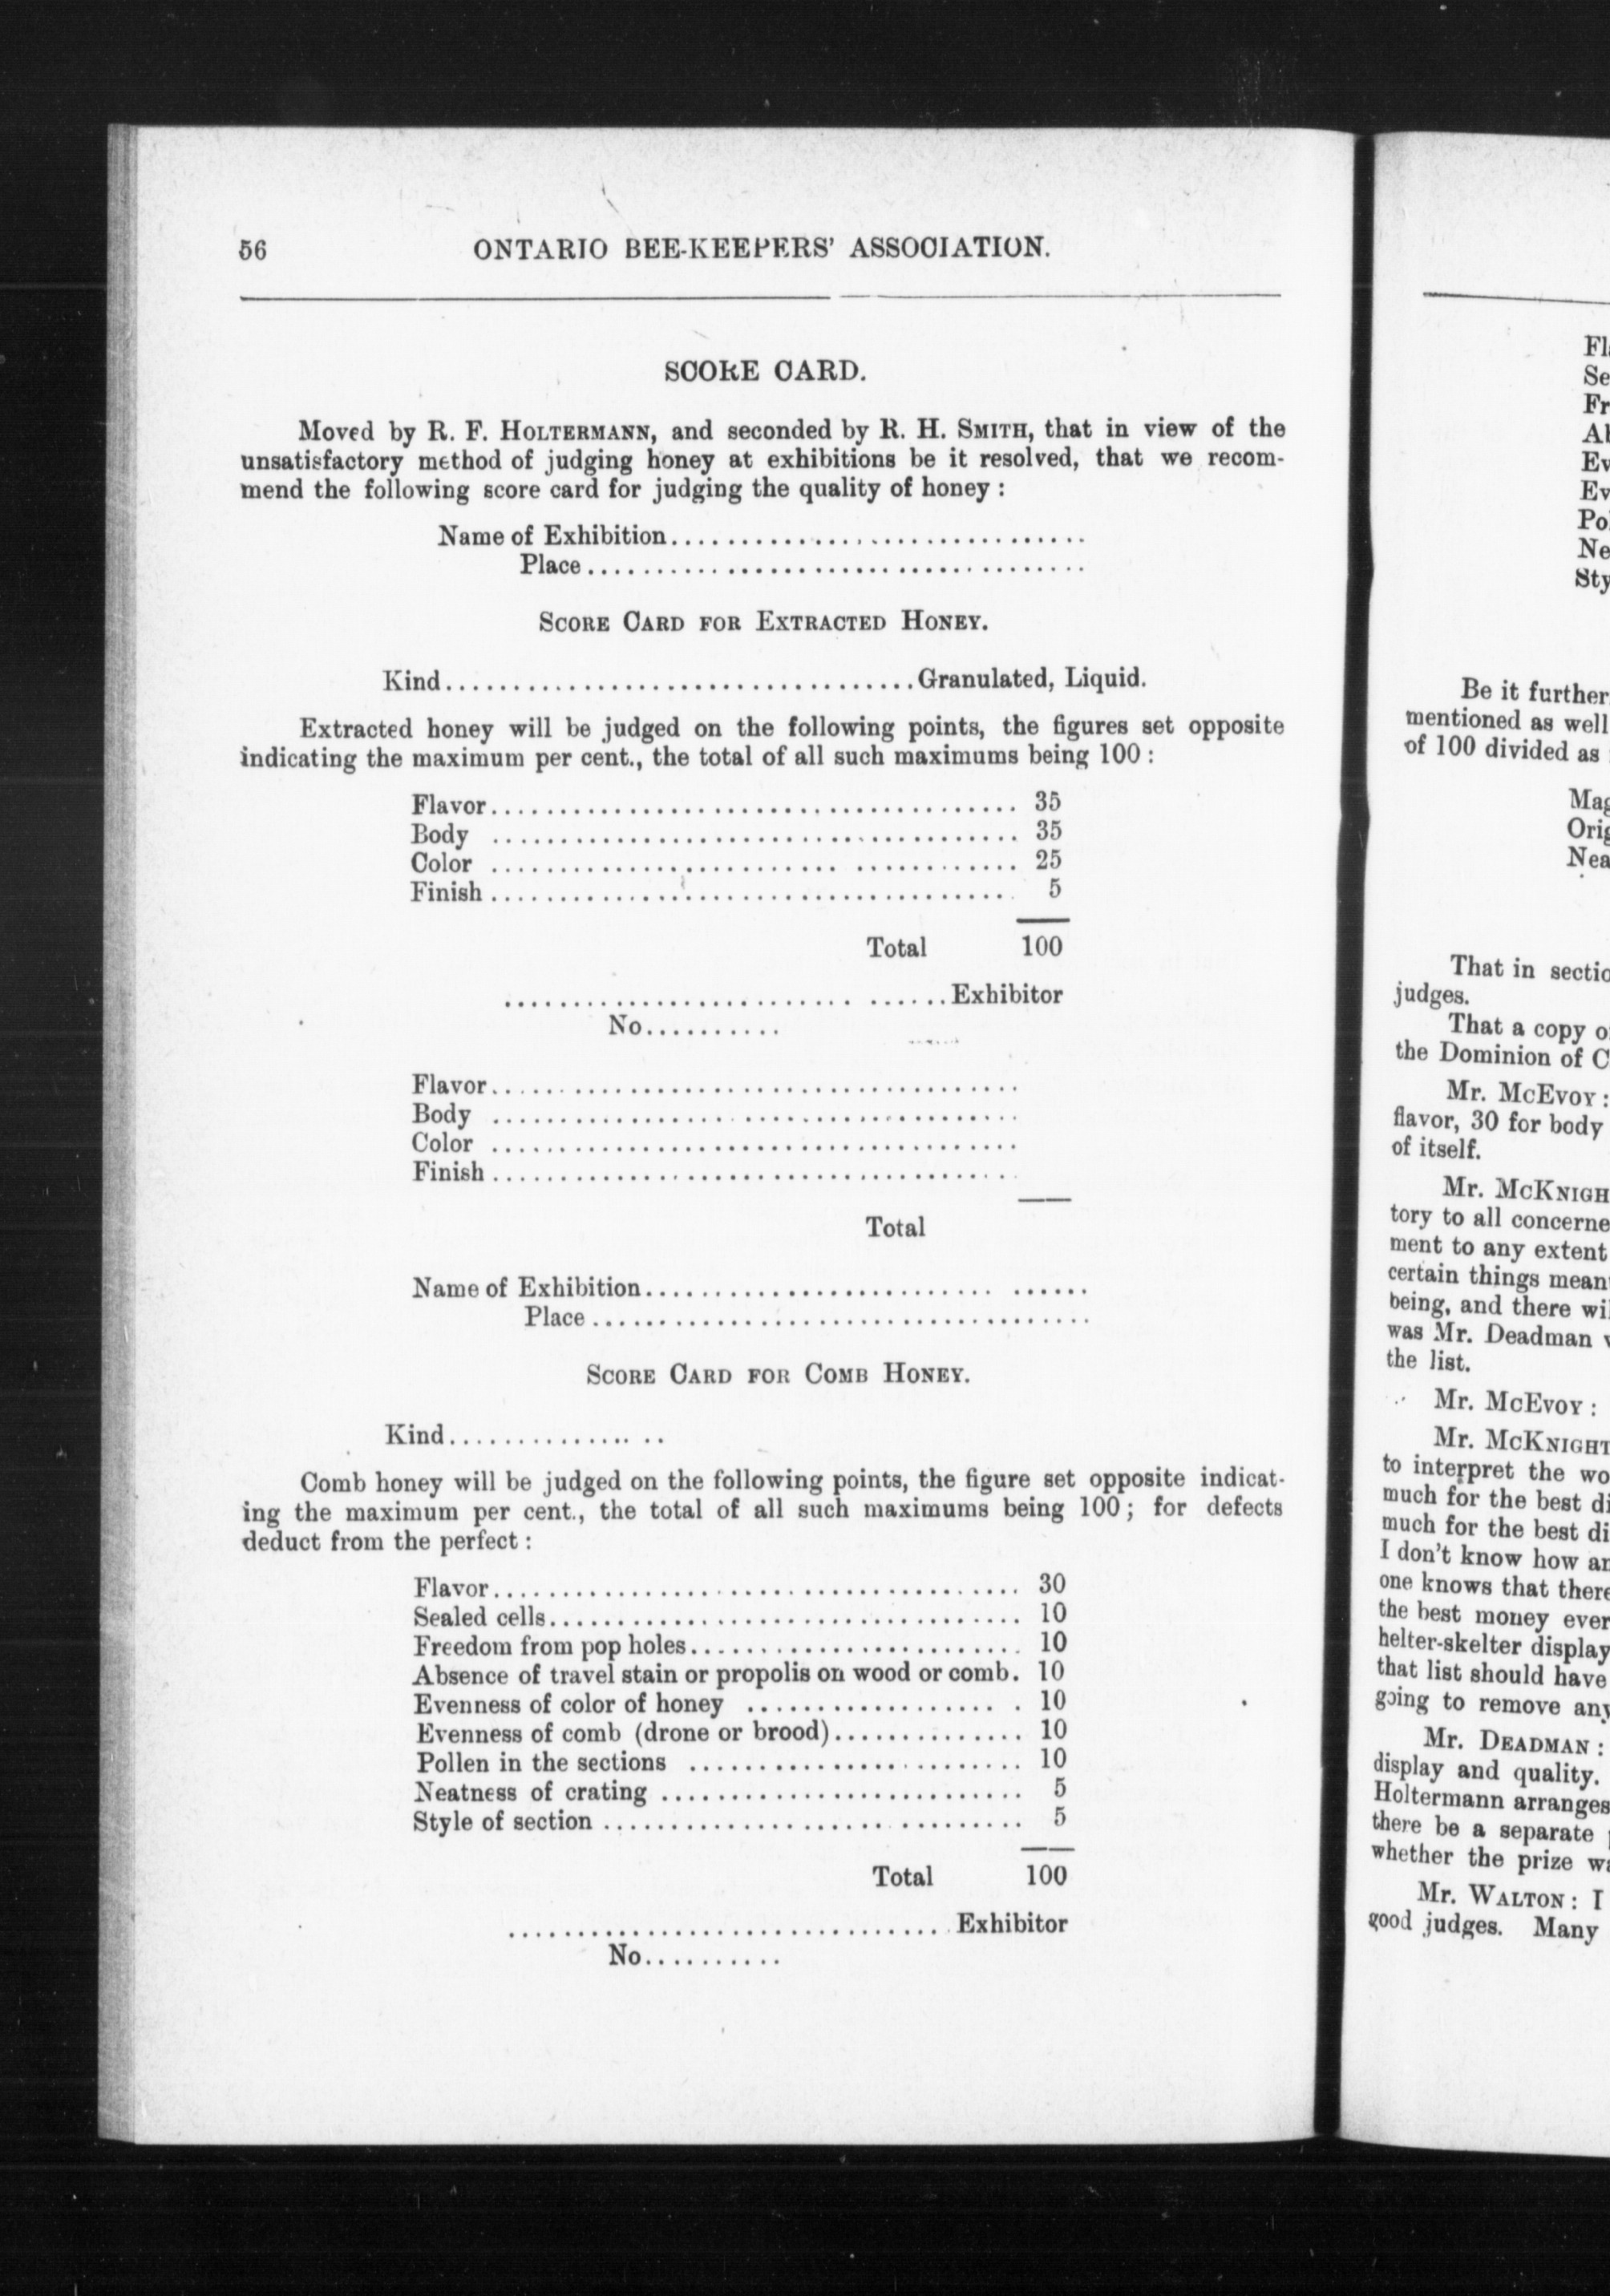 56 ONTARIO BEE-KEEPERS' ASSOCIATION.
SCORE CARD.
Moved by R. F. HOLTERMANN, and seconded by R. H. SMITH, that in view of the
unsatisfactory method of judging honey at exhibitions be it resolved, that we recom-
mend the following score card for judging the quality of honey :
Name of Exhibition..............................
Place....................................
SCORE CARD FOR EXTRACTED HONEY.
Kind..................................Granulated, Liquid.
Extracted honey will be judged on the following points, the figures set opposite
indicating the maximum per cent., the total of all such maximums being 100 :
Flavor...................................... 35
Body ...................................... 35
Color ...................................... 25
Finish...................................... 5
Total 100
................................Exhibitor
No..........
Flavor......................................
Body ......................................
Color ......................................
Finish......................................
Total
Name of Exhibition...............................
Place....................................
SCORE CARD FOR COMB HONEY.
Kind................
Comb honey will be judged on the following points, the figure set opposite indicat-
ing the maximum per cent., the total of all such maximums being 100 ; for defects
deduct from the perfect :
Flavor...................................... 30
Sealed cells.................................. 10
Freedom from pop holes........................ 10
Absence of travel stain or propolis on wood or comb. 10
Evenness of color of honey .................... 10
Evenness of comb (drone or brood).............. 10
Pollen in the sections ........................ 10
Neatness of crating .......................... 5
Style of section .............................. 5
Total 100
................................Exhibitor
No..........
Be it further
mentioned as well
of 100 divided as
That in
judges.
That a copy
the Dominion of
Mr. MCEVOY :
flavor, 30 for body
of itself.
Mr.
tory to all
ment to any extent
certain things
being, and there
was Mr. Deadman
the list.
Mr. MCEVOY :
Mr. MCKNIGHT
to interpret the
much for the best
much for the best
I don't know how
one knows that there
the best money ever
helter-skelter display
that list should have
going to remove
Mr. DEADMAN :
display and quality.
Holtermann arranges
there be a separate
whether the prize
Mr. WALTON : I
good judges. Many